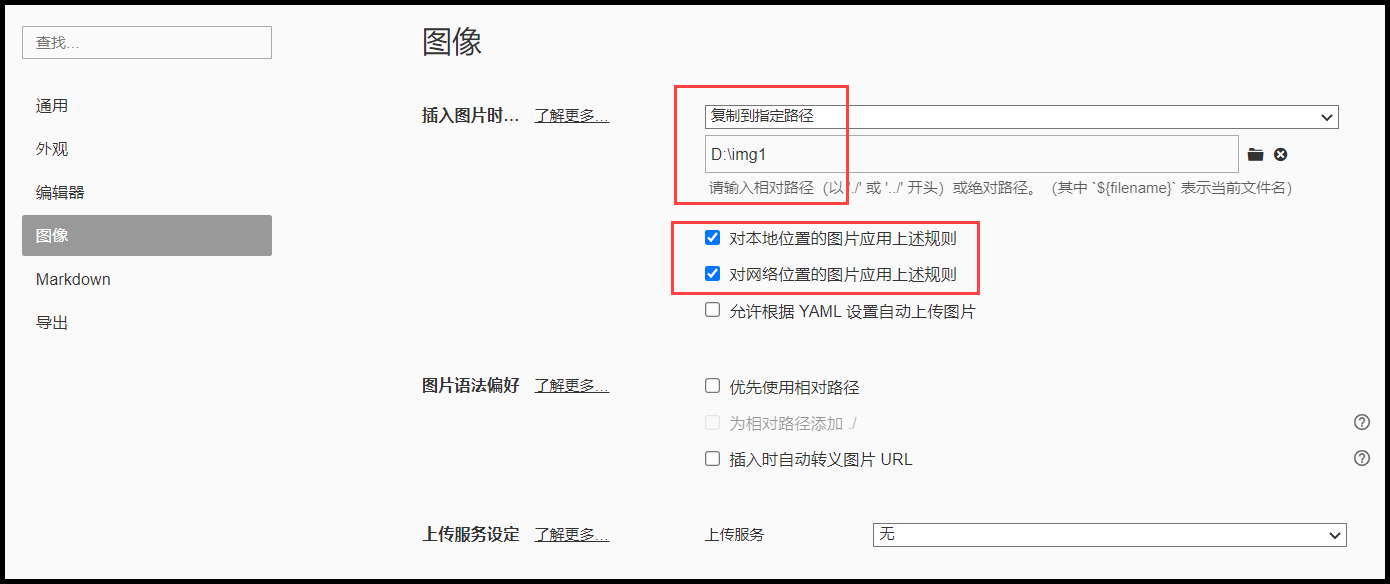 查找...
通用
外观
编辑器
图像
Markdown
导出
图像
插入图片时... 了解更多... 复制到指定路径
D:\img1
请输入相对路径（以 './' 或 '../' 开头）或绝对路径。（其中 `${filename}` 表示当前文件名）
对本地位置的图片应用上述规则
对网络位置的图片应用上述规则
允许根据 YAML 设置自动上传图片
图片语法偏好 了解更多... 优先使用相对路径
为相对路径添加 ./
插入时自动转义图片 URL
上传服务设定 了解更多... 上传服务 无